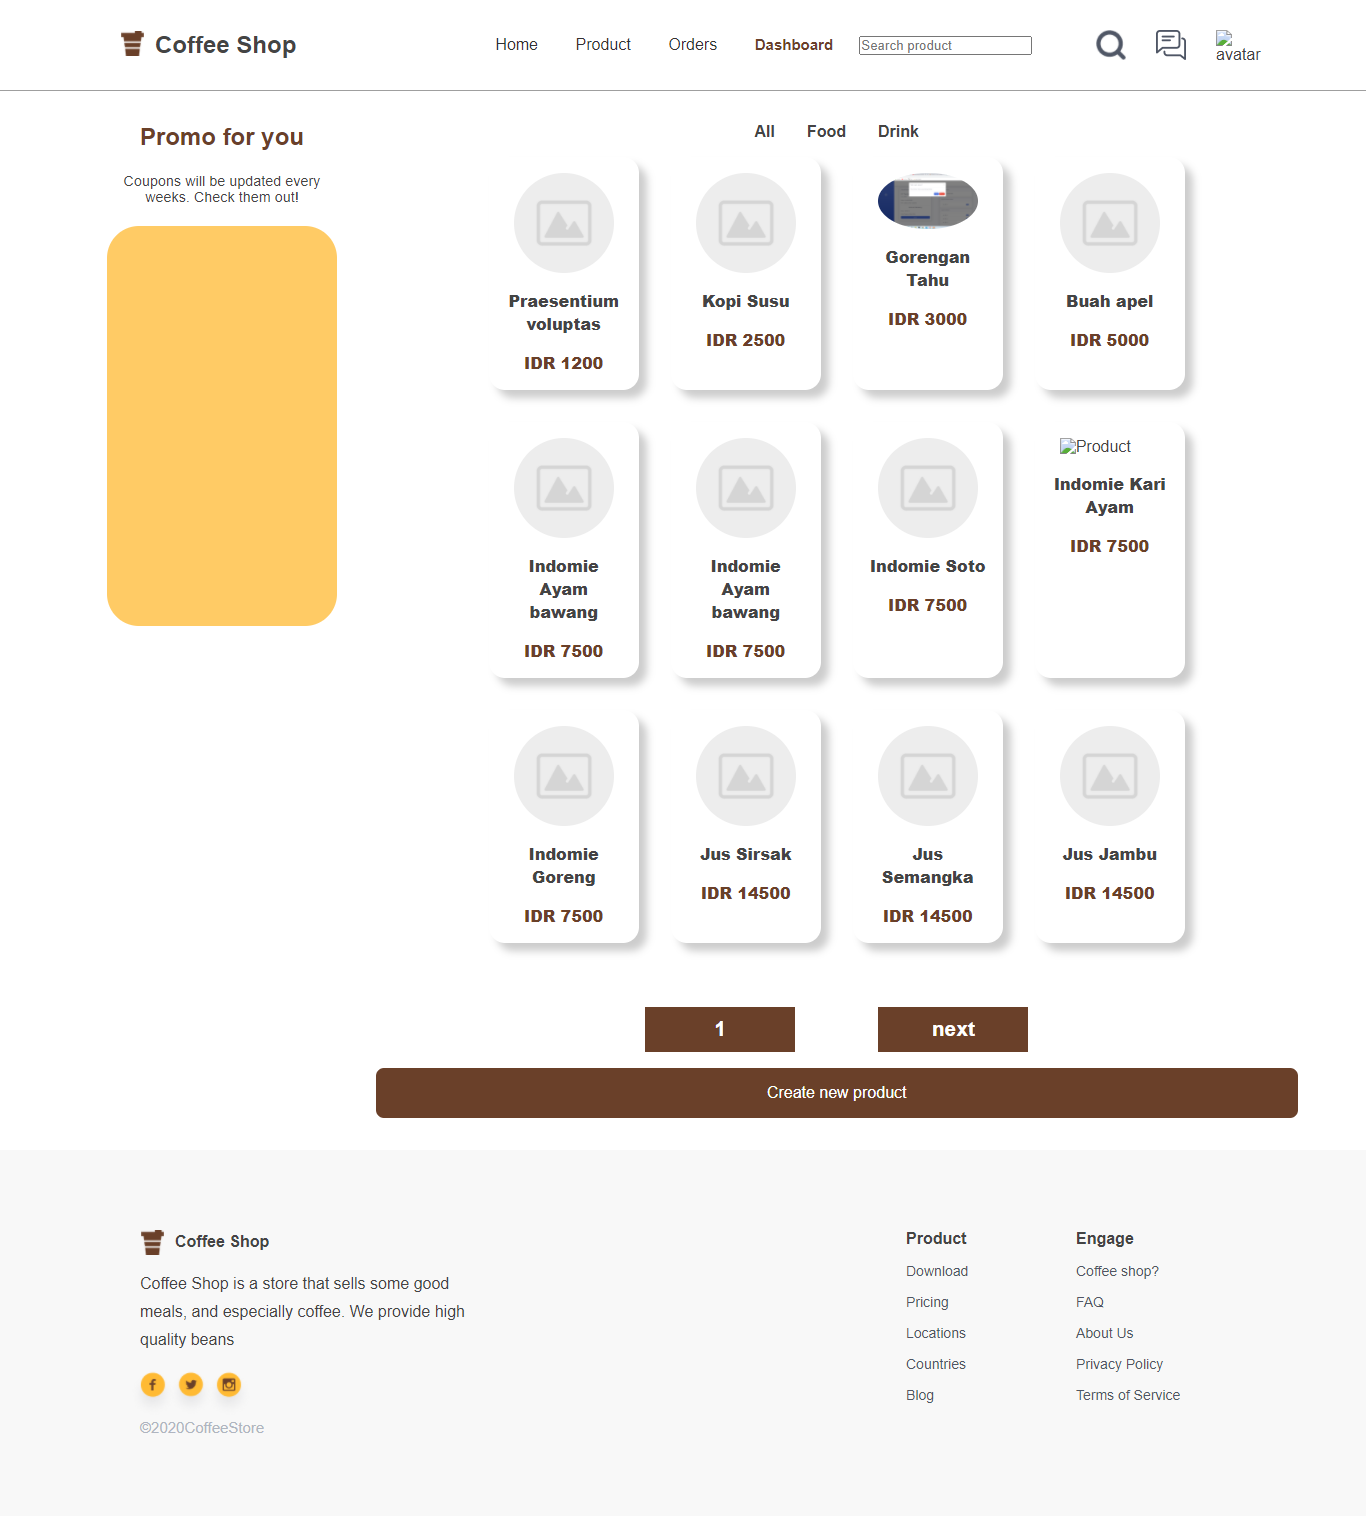 Coffee Shop
Home
Product
Orders
Dashboard
Search product
avatar
Promo for you
Coupons will be updated every
weeks. Check them out!
All
Food
Drink
Praesentium
voluptas
IDR 1200
Kopi Susu
IDR 2500
Gorengan
Tahu
IDR 3000
Buah apel
IDR 5000
Indomie
Ayam
bawang
IDR 7500
Indomie
Ayam
bawang
IDR 7500
Indomie Soto
IDR 7500
Product
Indomie Kari
Ayam
IDR 7500
Indomie
Goreng
IDR 7500
Jus Sirsak
IDR 14500
Jus
Semangka
IDR 14500
Jus Jambu
IDR 14500
1
next
Create new product
Coffee Shop
Coffee Shop is a store that sells some good
meals, and especially coffee. We provide high
quality beans
©2020CoffeeStore
Product
Download
Pricing
Locations
Countries
Blog
Engage
Coffee shop?
FAQ
About Us
Privacy Policy
Terms of Service